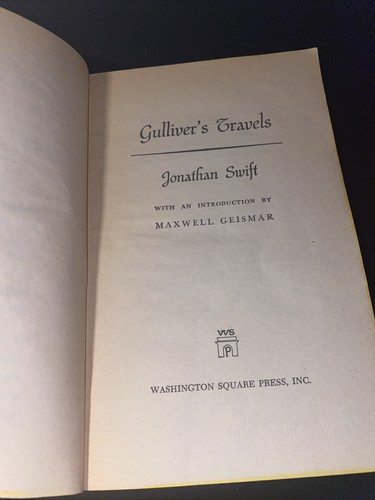 Gulliver's Travels
Jonathan Swift
WITH AN INTRODUCTION BY
MAXWELL GEISMAR
WS
P
WASHINGTON SQUARE PRESS, INC.